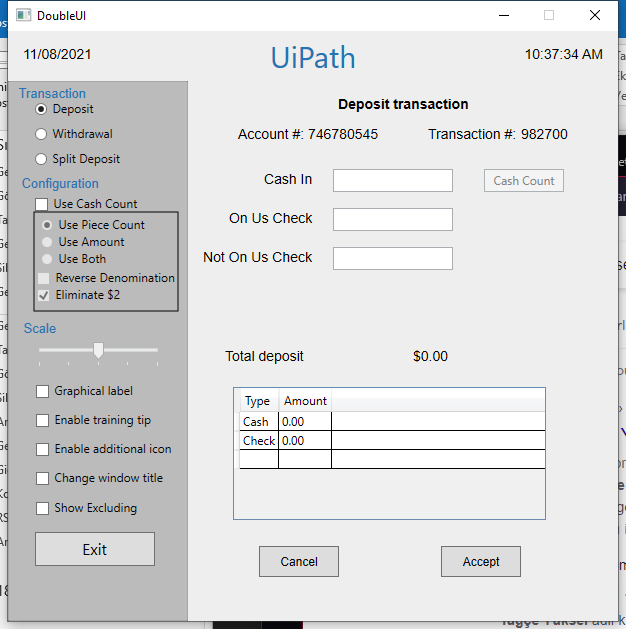 DoubleUI
11/08/2021
UiPath
10:37:34 AM
Transaction
Deposit
Withdrawal
Split Deposit
Configuration
Use Cash Count
Use Piece Count
Use Amount
Use Both
Reverse Denomination
Eliminate $2
Scale
Graphical label
Enable training tip
Enable additional icon
Change window title
Show Excluding
Exit
Deposit transaction
Account #: 746780545 Transaction #: 982700
Cash In
Cash Count
On Us Check
Not On Us Check
Total deposit $0.00
Type Amount
Cash 0.00
Check 0.00
Cancel Accept